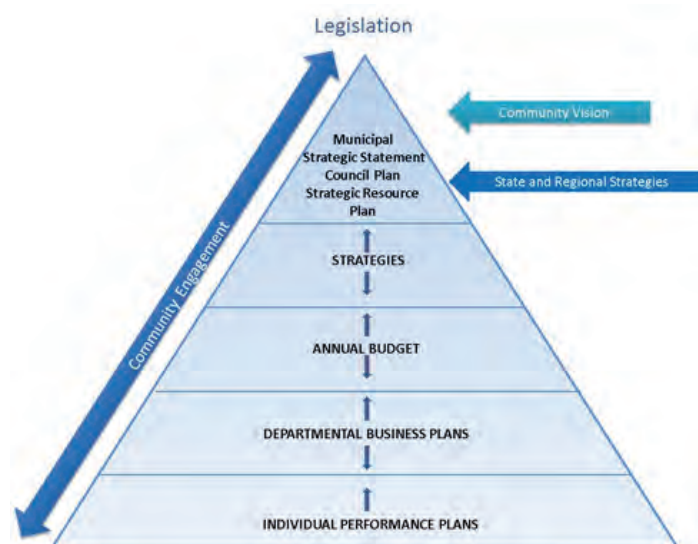 Legislation
Community Vision
Municipal
Strategic Statement
Council Plan
Strategic Resource
Plan
State and Regional Strategies
Community Engagement
STRATEGIES
ANNUAL BUDGET
DEPARTMENTAL BUSINESS PLANS
INDIVIDUAL PERFORMANCE PLANS